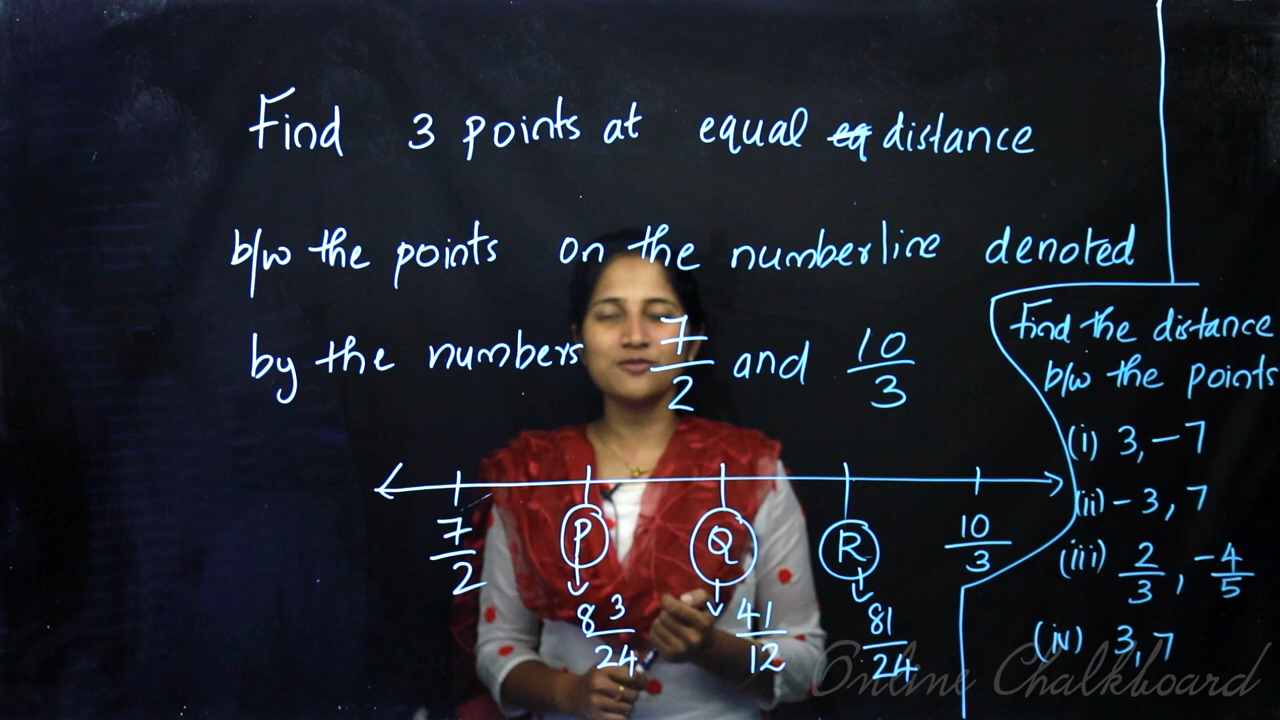 Find 3 points at equal eq distance
b/w the points on the numberline denoted
by the numbers 7/2 and 10/3
7/2 P Q R 10/3
83/24 41/12 81/24
Find the distance
b/w the points
(i) 3, -7
(ii) -3, 7
(iii) 2/3, -4/5
(iv) 3, 7
Online Chalkboard